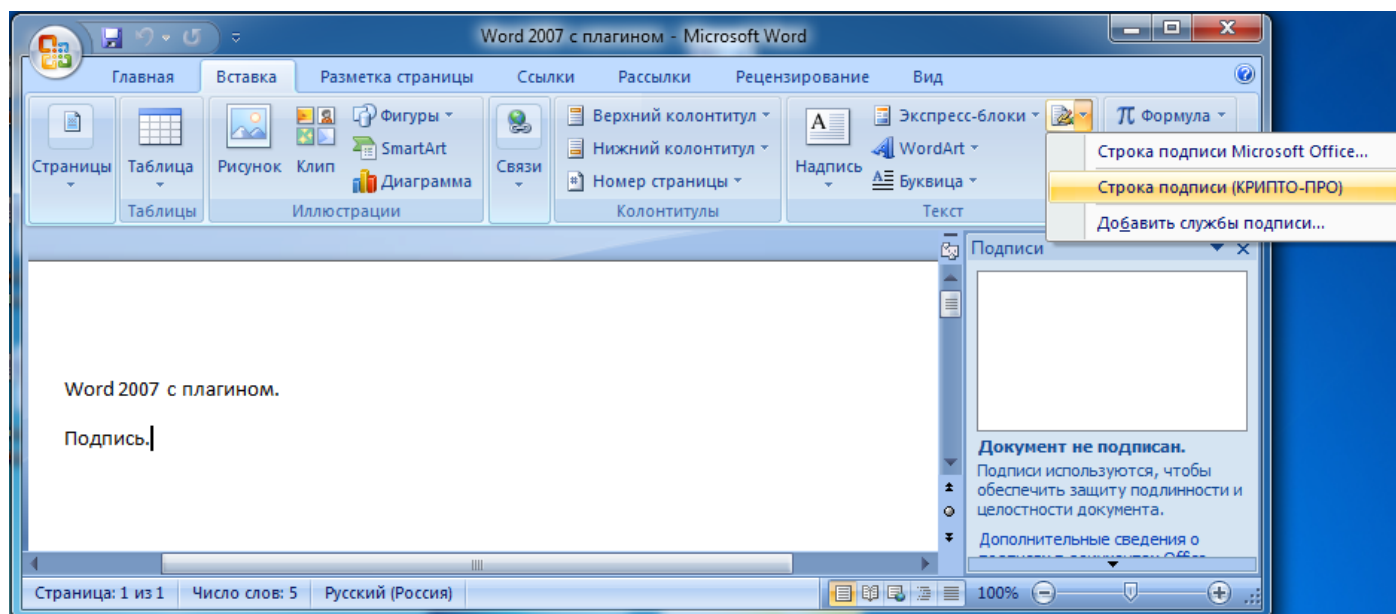 Word 2007 с плагином - Microsoft Word
Главная Вставка Разметка страницы Ссылки Рассылки Рецензирование Вид
Страницы
Таблица
Таблицы
Рисунок
Клип
Фигуры
SmartArt
Диаграмма
Иллюстрации
Связи
Верхний колонтитул
Нижний колонтитул
Номер страницы
Колонтитулы
Надпись
Экспресс-блоки
WordArt
Буквица
Текст
π Формула
Строка подписи Microsoft Office...
Строка подписи (КРИПТО-ПРО)
Добавить службы подписи...
Word 2007 с плагином.
Подпись.
Подписи
Документ не подписан.
Подписи используются, чтобы
обеспечить защиту подлинности и
целостности документа.
Дополнительные сведения о
Страница: 1 из 1 Число слов: 5 Русский (Россия) 100%